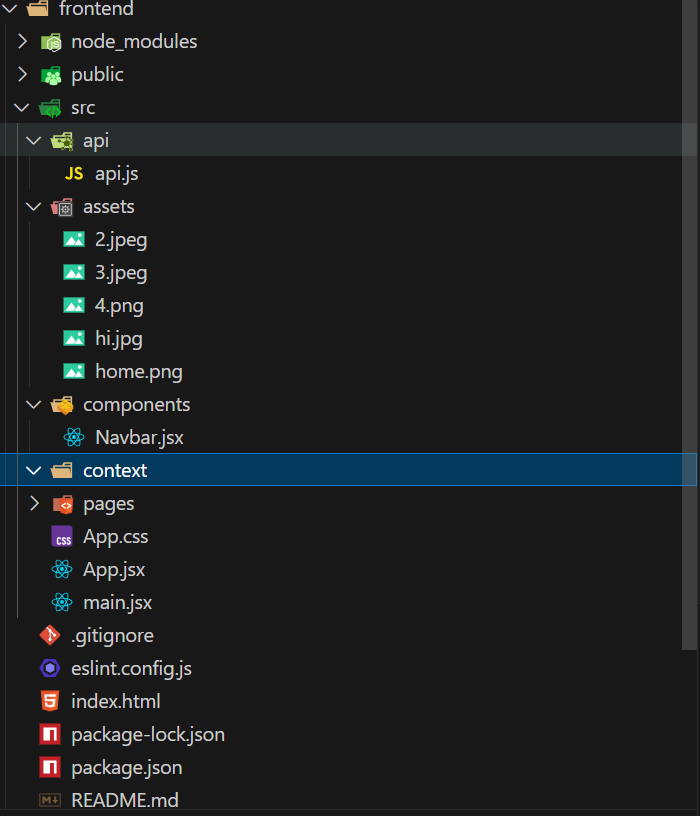 frontend
node_modules
public
src
api
JS api.js
assets
2.jpeg
3.jpeg
4.png
hi.jpg
home.png
components
Navbar.jsx
context
pages
CSS App.css
App.jsx
main.jsx
.gitignore
eslint.config.js
index.html
package-lock.json
package.json
M README.md